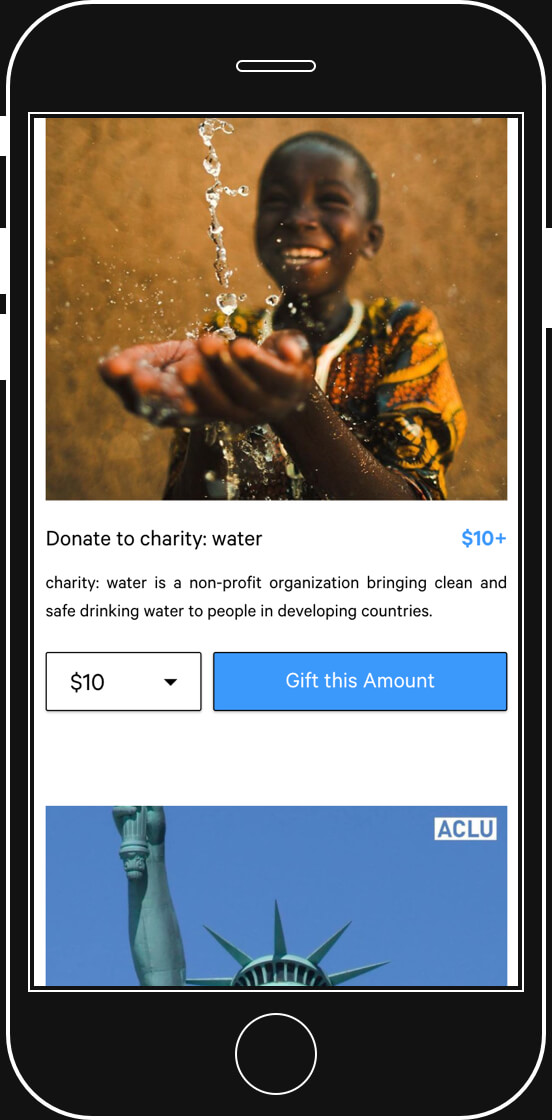 Donate to charity: water
$10+
charity: water is a non-profit organization bringing clean and
safe drinking water to people in developing countries.
$10
Gift this Amount
ACLU